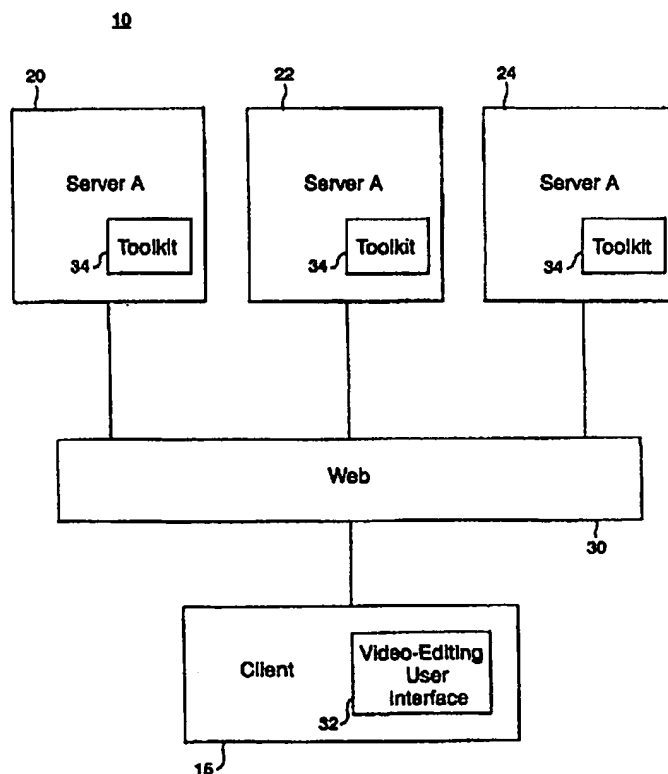 10
20
22
24
Server A
Server A
Server A
Toolkit
Toolkit
Toolkit
34
34
34
Web
30
Client
Video-Editing
User
Interface
32
15